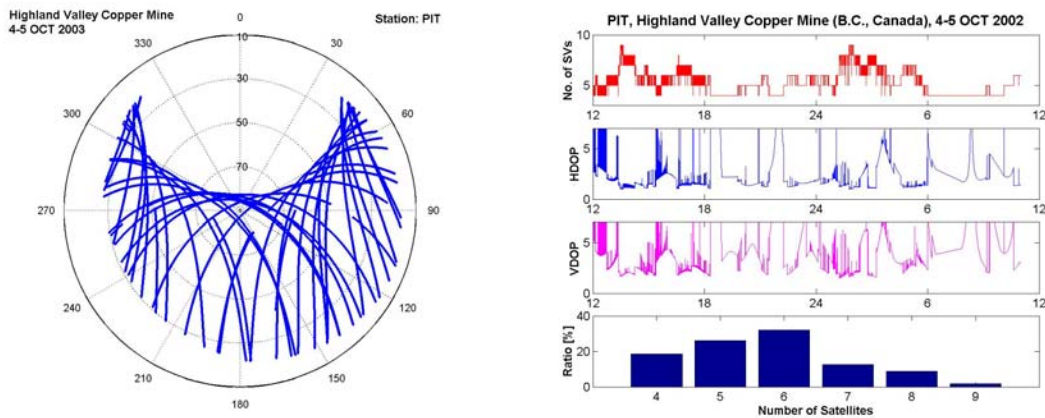 Highland Valley Copper Mine
4-5 OCT 2003
Station: PIT
0
10
30
50
70
30
60
90
120
150
180
210
240
270
300
330
PIT, Highland Valley Copper Mine (B.C., Canada), 4-5 OCT 2002
No. of SVs
10
5
12 18 24 6 12
HDOP
5
0
12 18 24 6 12
VDOP
5
0
12 18 24 6 12
Ratio [%]
40
20
0
4 5 6 7 8 9
Number of Satellites